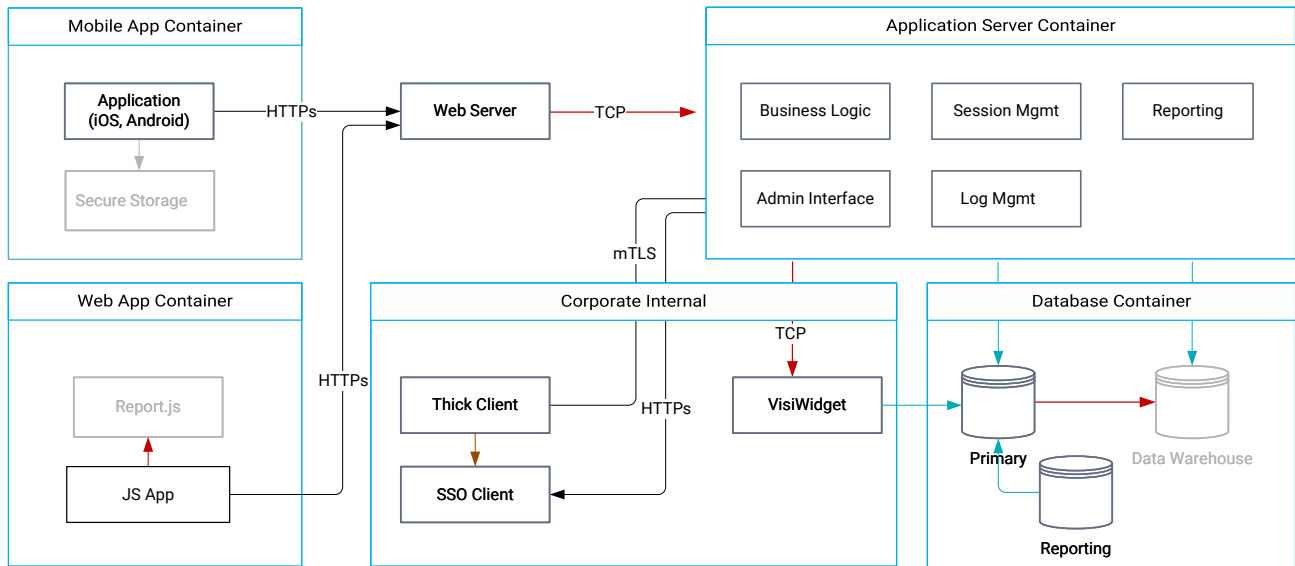 Mobile App Container
Application
(iOS, Android)
Secure Storage
HTTPs
Web Server
TCP
Application Server Container
Business Logic
Session Mgmt
Reporting
Admin Interface
Log Mgmt
mTLS
Web App Container
Report.js
JS App
HTTPs
Corporate Internal
TCP
Thick Client
HTTPs
VisiWidget
SSO Client
Database Container
Primary
Data Warehouse
Reporting